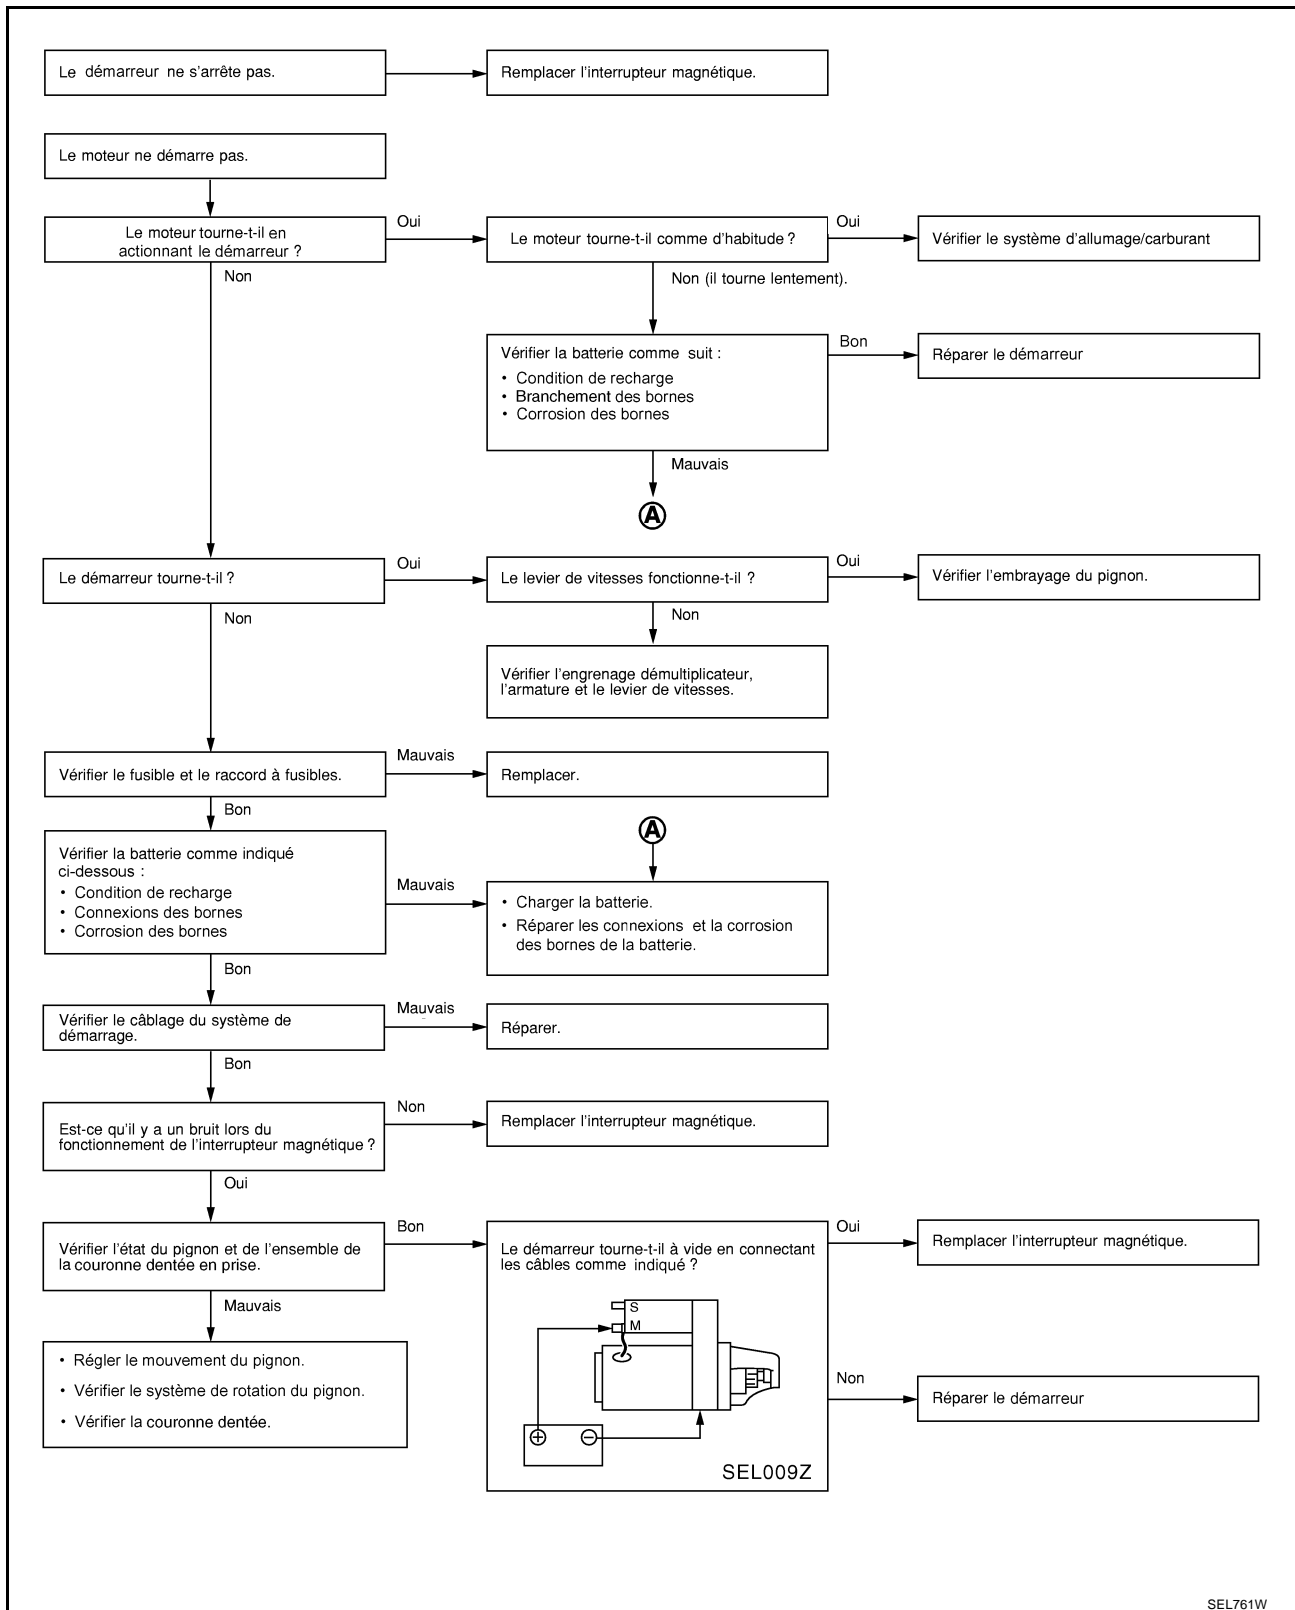 Le démarreur ne s'arrête pas.
Remplacer l'interrupteur magnétique.
Le moteur ne démarre pas.
Le moteur tourne-t-il en
actionnant le démarreur ?
Oui
Le moteur tourne-t-il comme d'habitude ?
Oui
Vérifier le système d'allumage/carburant
Non
Non (il tourne lentement).
Vérifier la batterie comme suit :
• Condition de recharge
• Branchement des bornes
• Corrosion des bornes
Bon
Réparer le démarreur
Mauvais
A
Le démarreur tourne-t-il ?
Oui
Le levier de vitesses fonctionne-t-il ?
Oui
Vérifier l'embrayage du pignon.
Non
Non
Vérifier l'engrenage démultiplicateur,
l'armature et le levier de vitesses.
Vérifier le fusible et le raccord à fusibles.
Mauvais
Remplacer.
Bon
A
Vérifier la batterie comme indiqué
ci-dessous :
• Condition de recharge
• Connexions des bornes
• Corrosion des bornes
Mauvais
• Charger la batterie.
• Réparer les connexions et la corrosion
des bornes de la batterie.
Bon
Vérifier le câblage du système de
démarrage.
Mauvais
Réparer.
Bon
Est-ce qu'il y a un bruit lors du
fonctionnement de l'interrupteur magnétique ?
Non
Remplacer l'interrupteur magnétique.
Oui
Vérifier l'état du pignon et de l'ensemble de
la couronne dentée en prise.
Bon
Le démarreur tourne-t-il à vide en connectant
les câbles comme indiqué ?
S
M
+ −
SEL009Z
Oui
Remplacer l'interrupteur magnétique.
Mauvais
• Régler le mouvement du pignon.
• Vérifier le système de rotation du pignon.
• Vérifier la couronne dentée.
Non
Réparer le démarreur
SEL761W